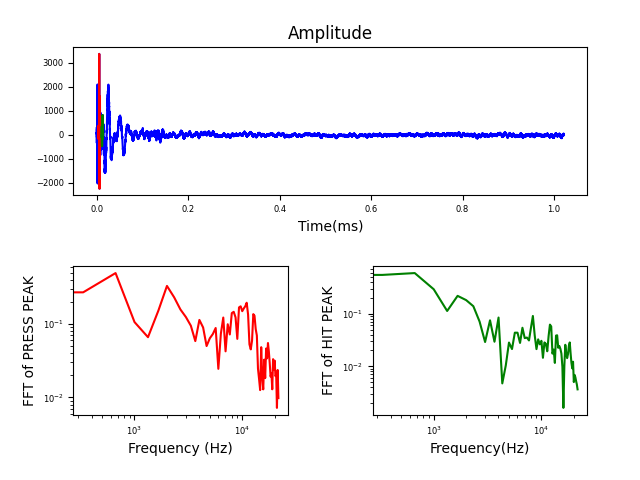 Amplitude
3000
2000
1000
0
−1000
−2000
0.0 0.2 0.4 0.6 0.8 1.0
Time(ms)
FFT of PRESS PEAK
10⁻¹
10⁻²
10³ 10⁴
Frequency (Hz)
FFT of HIT PEAK
10⁻¹
10⁻²
10³ 10⁴
Frequency(Hz)